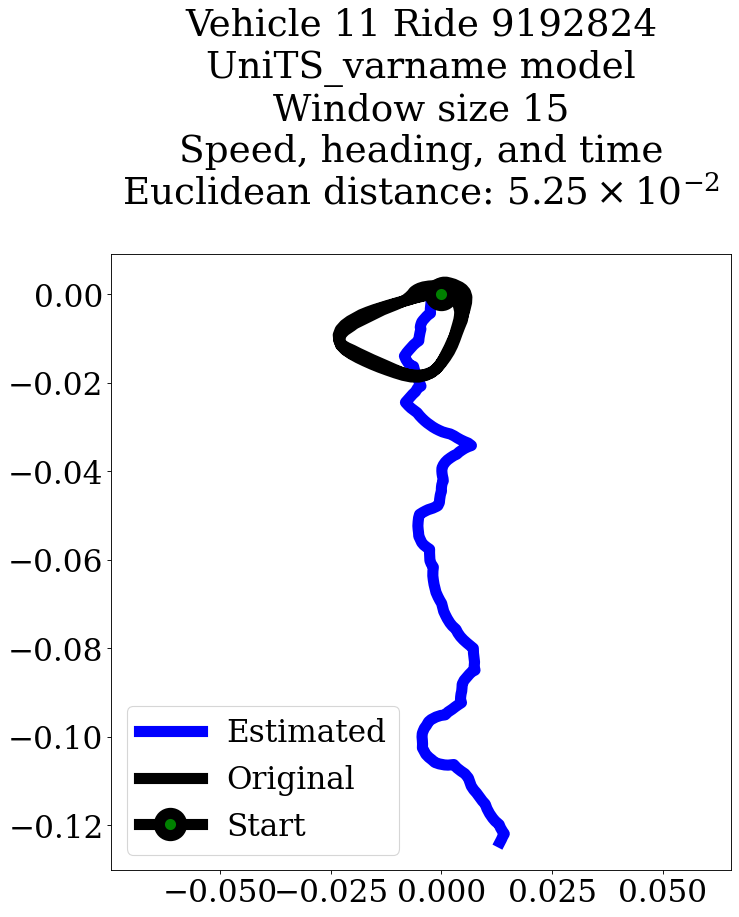 Vehicle 11 Ride 9192824
UniTS_varname model
Window size 15
Speed, heading, and time
Euclidean distance: 5.25 × 10⁻²
0.00
−0.02
−0.04
−0.06
−0.08
−0.10
−0.12
Estimated
Original
Start
−0.050 −0.025 0.000 0.025 0.050